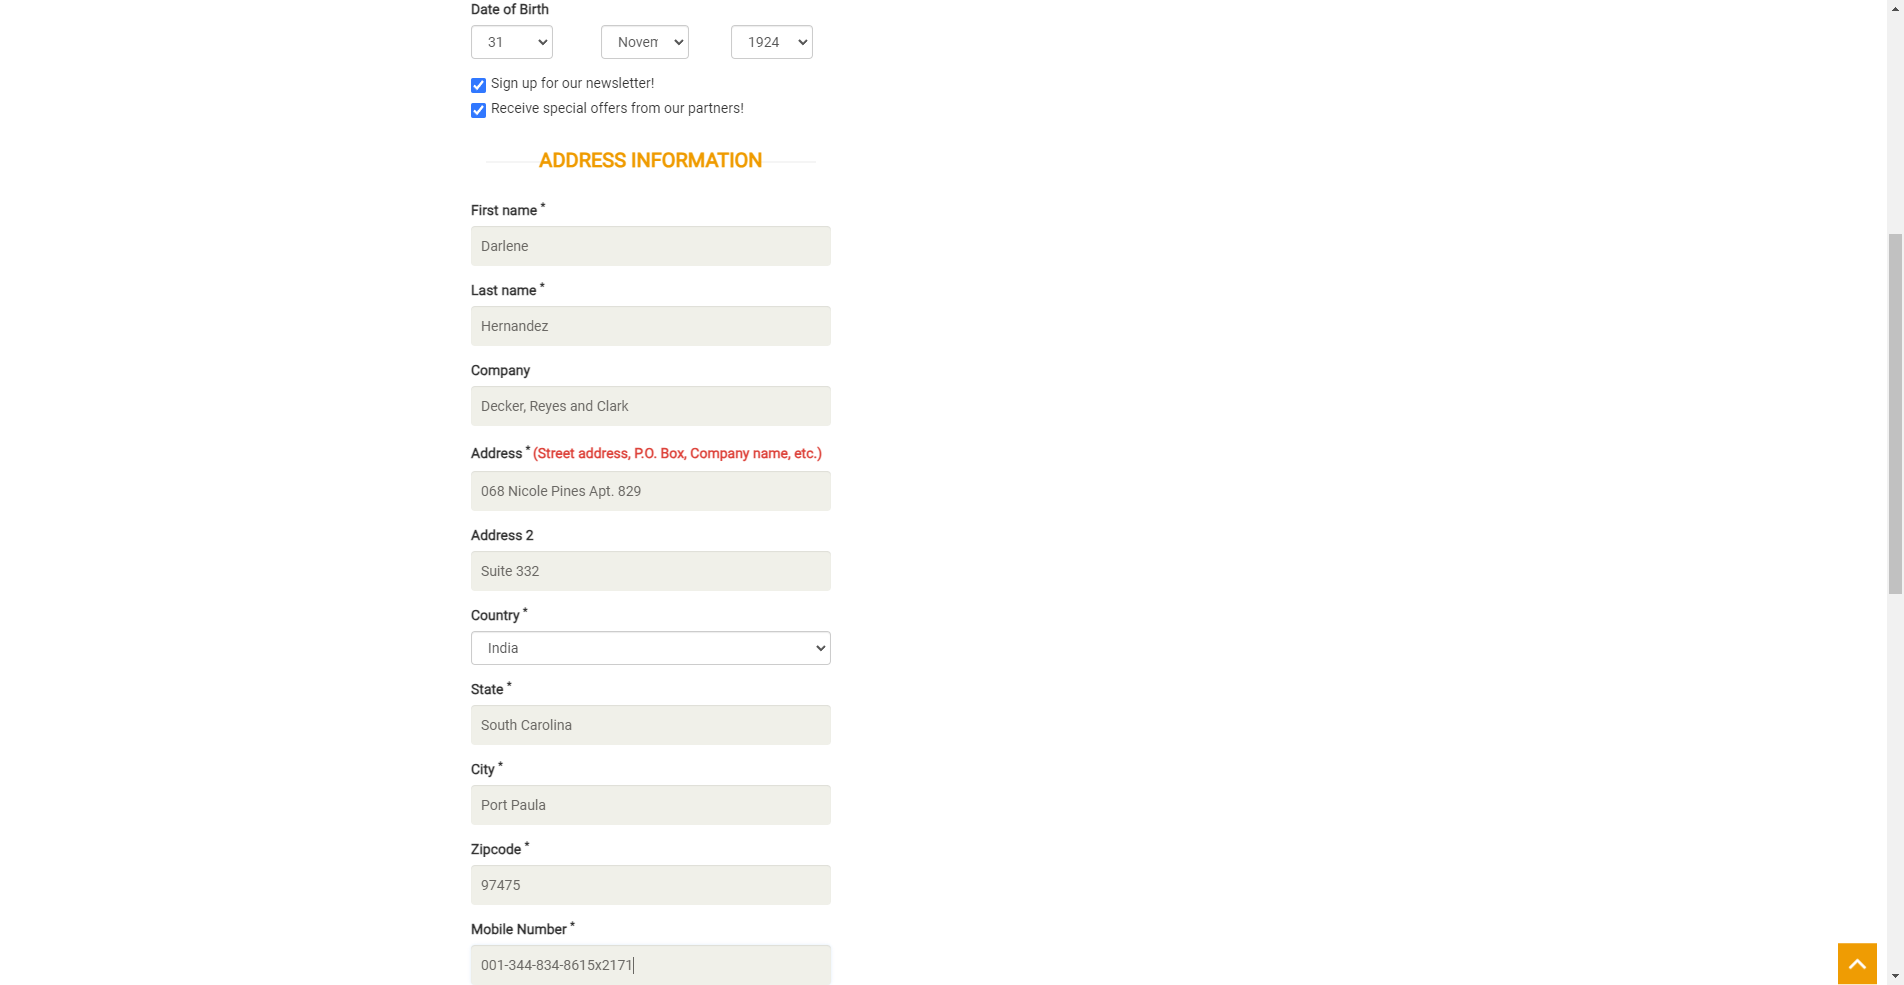 Date of Birth
31 Novem 1924
Sign up for our newsletter!
Receive special offers from our partners!
ADDRESS INFORMATION
First name *
Darlene
Last name *
Hernandez
Company
Decker, Reyes and Clark
Address * (Street address, P.O. Box, Company name, etc.)
068 Nicole Pines Apt. 829
Address 2
Suite 332
Country *
India
State *
South Carolina
City *
Port Paula
Zipcode *
97475
Mobile Number *
001-344-834-8615x2171